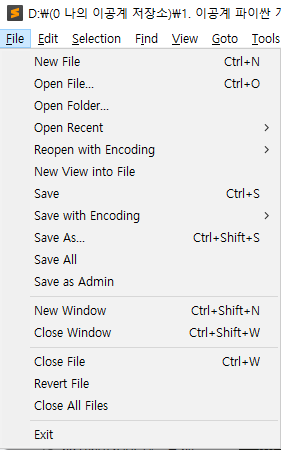 D:₩(0 나의 이공계 저장소)₩1. 이공계 파이썬
File Edit Selection Find View Goto Tools
New File Ctrl+N
Open File... Ctrl+O
Open Folder...
Open Recent
Reopen with Encoding
New View into File
Save Ctrl+S
Save with Encoding
Save As... Ctrl+Shift+S
Save All
Save as Admin
New Window Ctrl+Shift+N
Close Window Ctrl+Shift+W
Close File Ctrl+W
Revert File
Close All Files
Exit